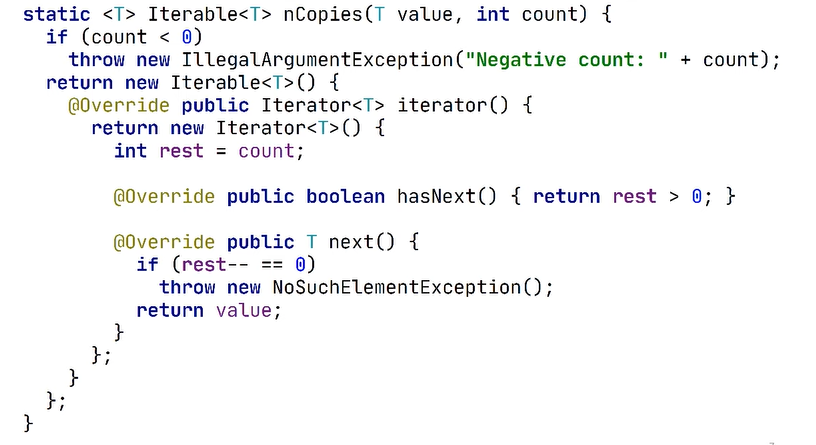 static <T> Iterable<T> nCopies(T value, int count) {
  if (count < 0)
    throw new IllegalArgumentException("Negative count: " + count);
  return new Iterable<T>() {
    @Override public Iterator<T> iterator() {
      return new Iterator<T>() {
        int rest = count;

        @Override public boolean hasNext() { return rest > 0; }

        @Override public T next() {
          if (rest-- == 0)
            throw new NoSuchElementException();
          return value;
        }
      };
    }
  };
}